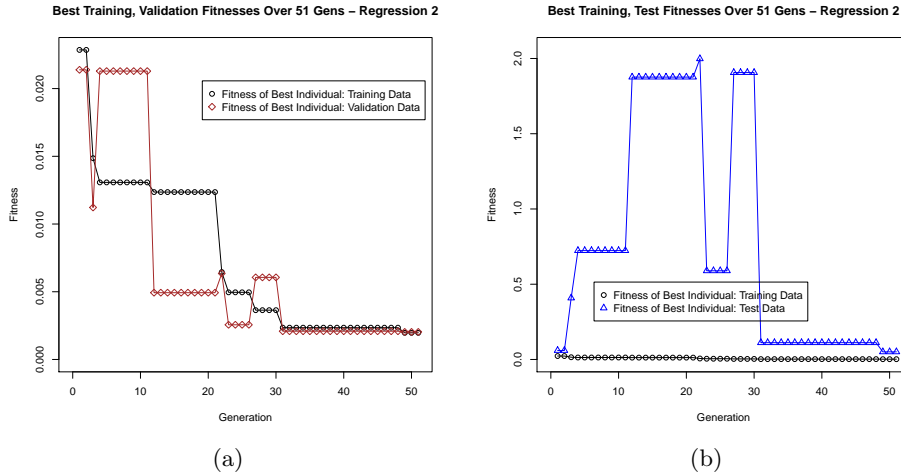 Best Training, Validation Fitnesses Over 51 Gens – Regression 2
Fitness
0.000
0.005
0.010
0.015
0.020
Fitness of Best Individual: Training Data
Fitness of Best Individual: Validation Data
0
10
20
30
40
50
Generation
(a)
Best Training, Test Fitnesses Over 51 Gens – Regression 2
Fitness
0.0
0.5
1.0
1.5
2.0
Fitness of Best Individual: Training Data
Fitness of Best Individual: Test Data
0
10
20
30
40
50
Generation
(b)